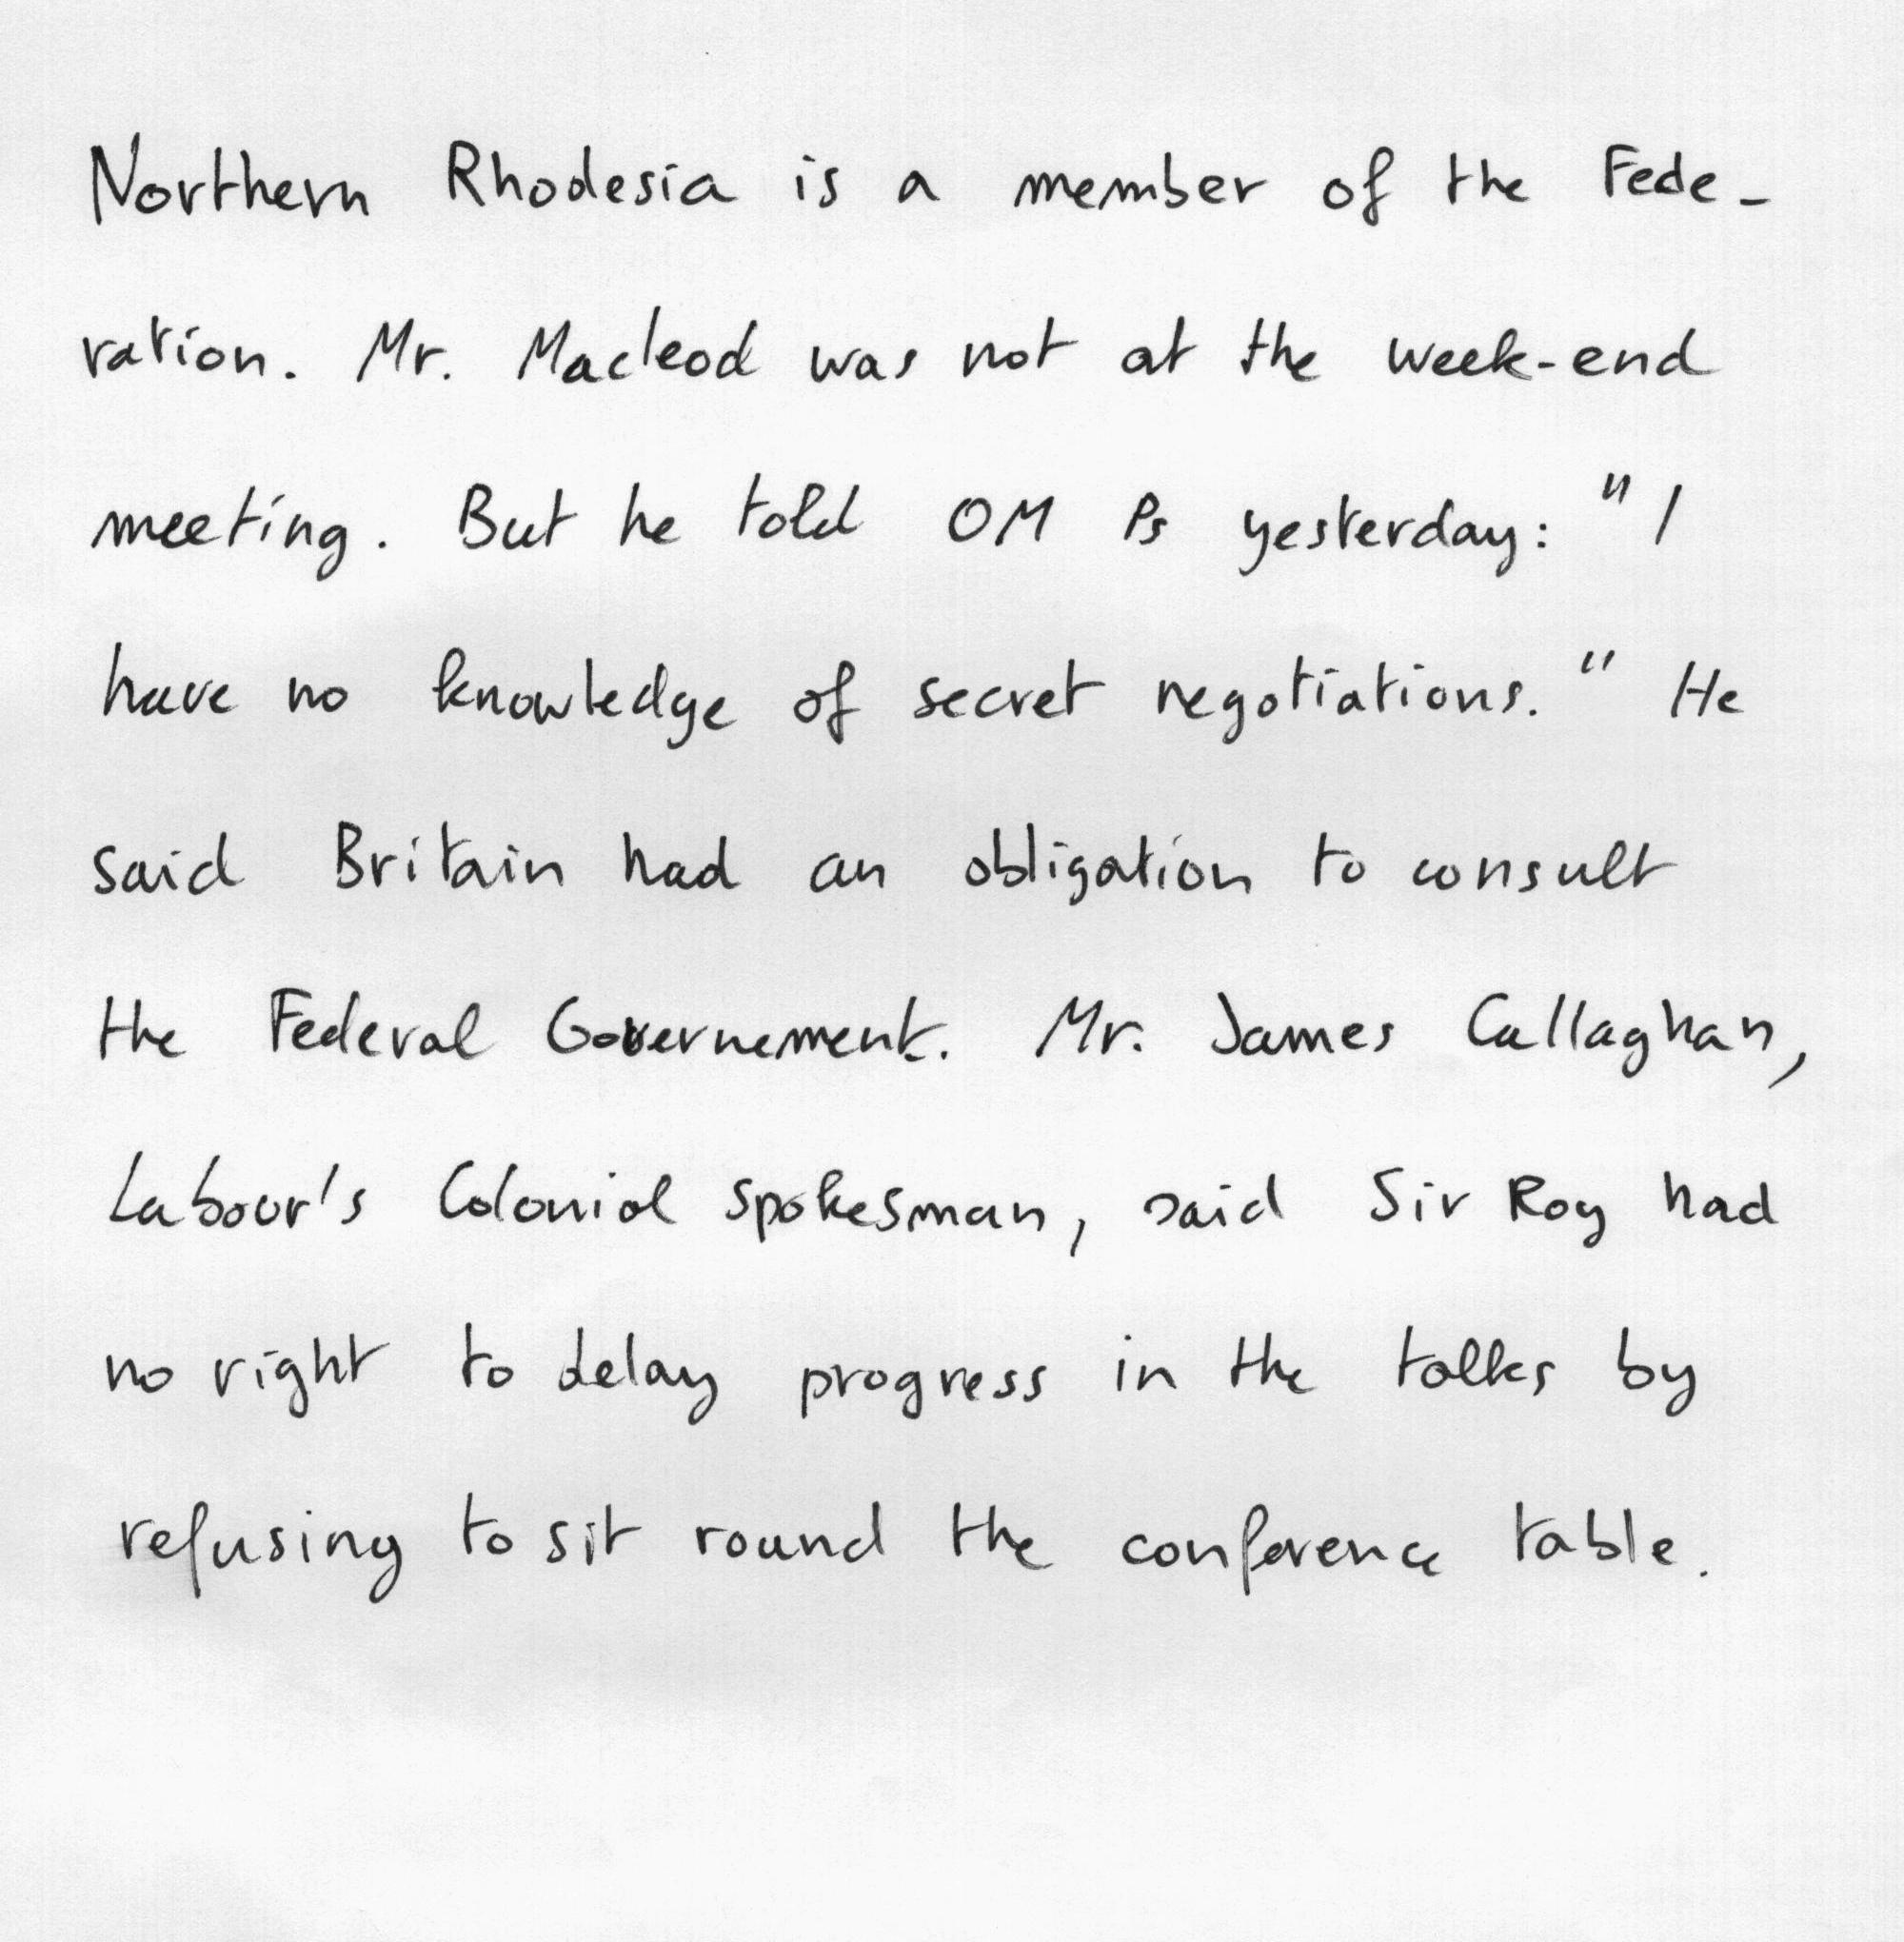 Northern Rhodesia is a member of the Fede-
ration. Mr. Macleod was not at the week-end
meeting. But he told OM Ps yesterday: "I
have no knowledge of secret negotiations." He
said Britain had an obligation to consult
the Federal Governement. Mr. James Callaghan,
Labour's Colonial spokesman, said Sir Roy had
no right to delay progress in the talks by
refusing to sit round the conference table.